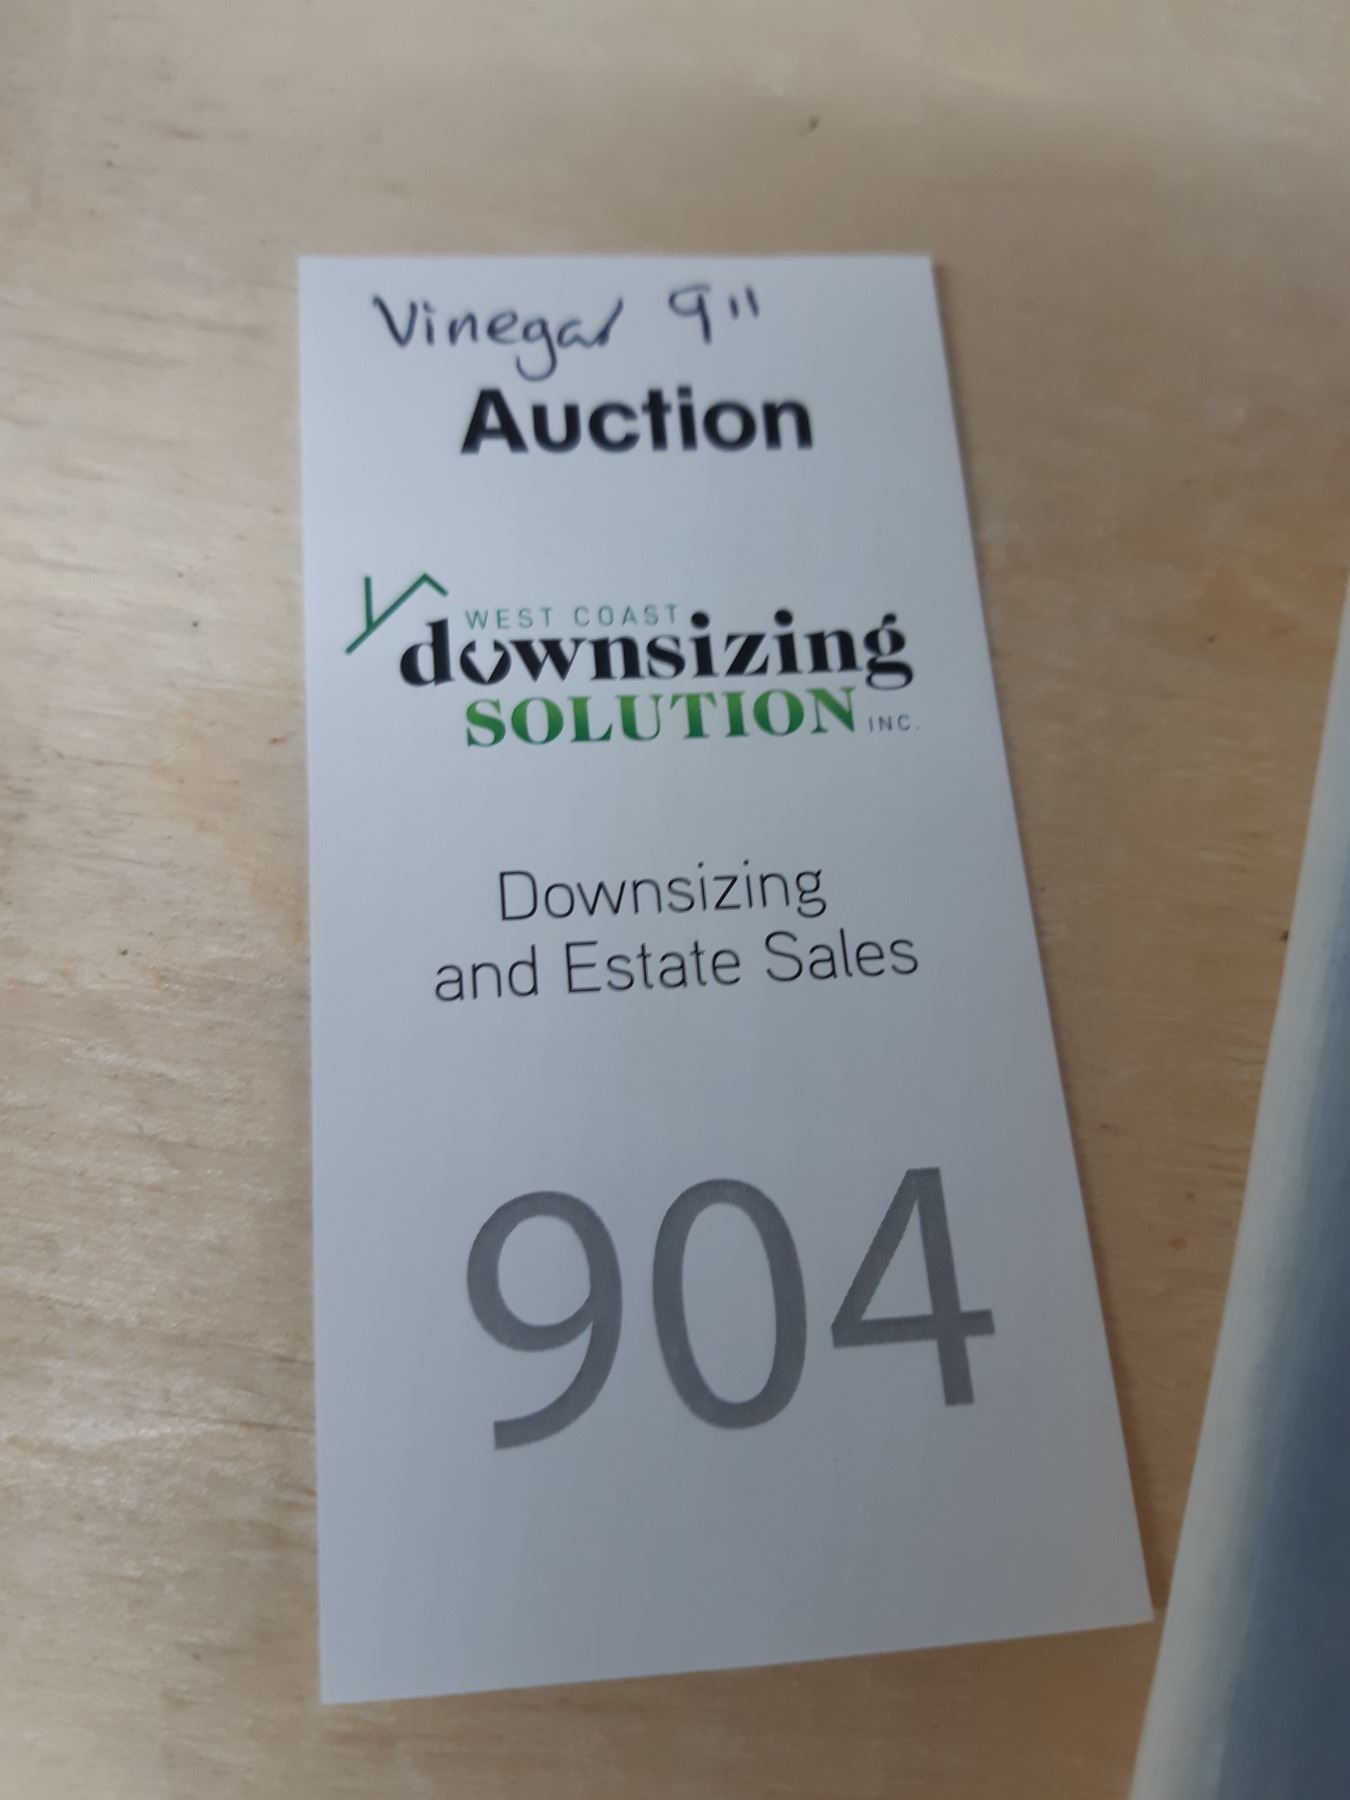 Vinegar 9"
Auction
WEST COAST
downsizing
SOLUTION INC.
Downsizing
and Estate Sales
904